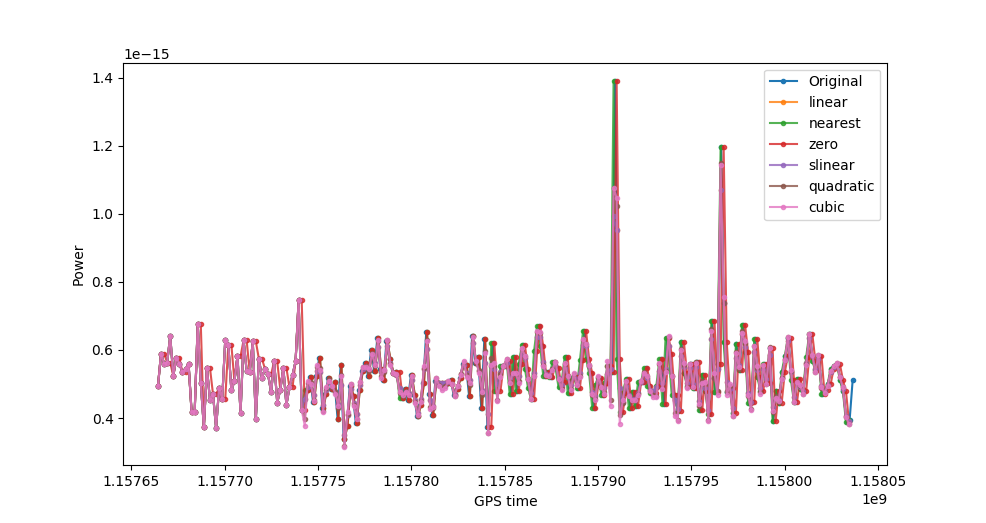 1e−15
1.4
1.2
1.0
0.8
0.6
0.4
Power
Original
linear
nearest
zero
slinear
quadratic
cubic
1.15765 1.15770 1.15775 1.15780 1.15785 1.15790 1.15795 1.15800 1.15805
GPS time
1e9